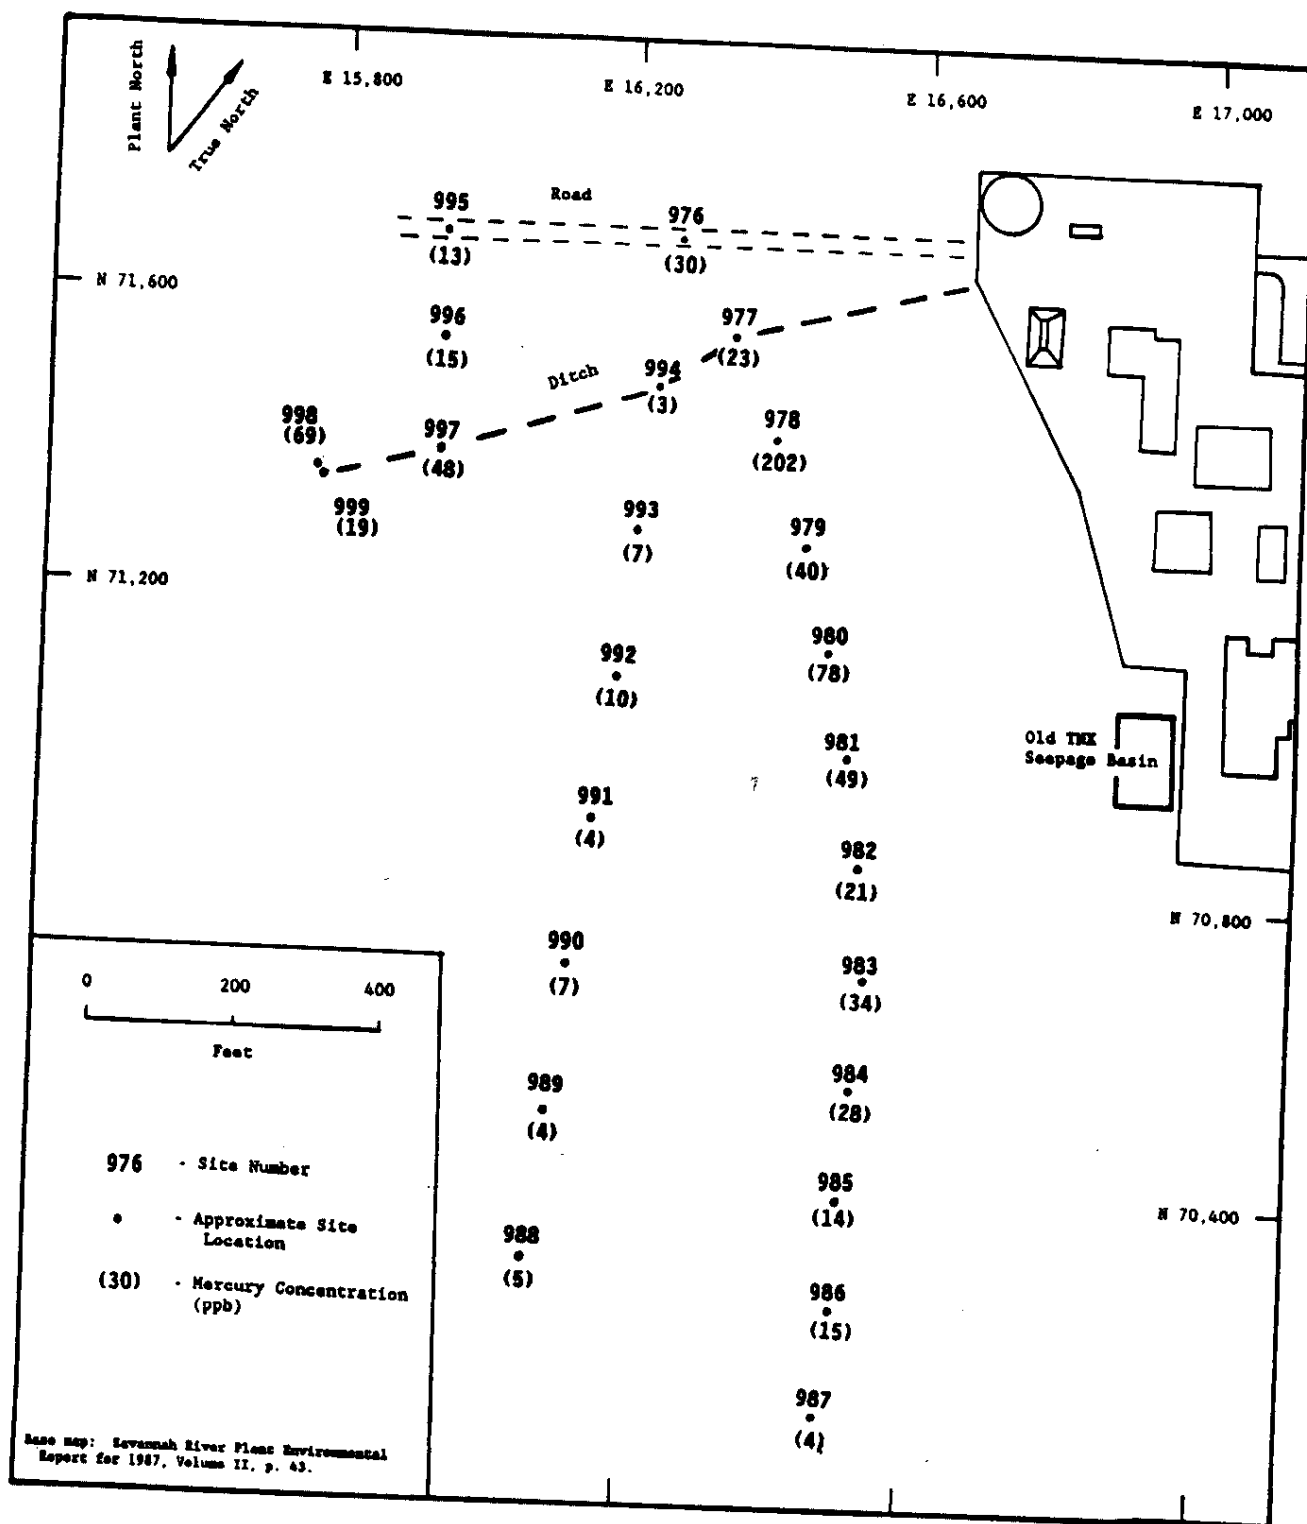 Plant North
True North
E 15,800
E 16,200
E 16,600
E 17,000
Road
995
(13)
976
(30)
N 71,600
996
(15)
977
(23)
Ditch
994
(3)
998
(69)
997
(48)
978
(202)
999
(19)
993
(7)
979
(40)
N 71,200
980
(78)
992
(10)
981
(49)
Old TNX
Seepage Basin
991
(4)
982
(21)
N 70,800
990
(7)
983
(34)
0 200 400
Feet
984
(28)
989
(4)
976 - Site Number
985
(14)
N 70,400
- Approximate Site
Location
988
(5)
(30) - Mercury Concentration
(ppb)
986
(15)
987
(4)
Base map: Savannah River Plant Environmental
Report for 1987, Volume II, p. 43.